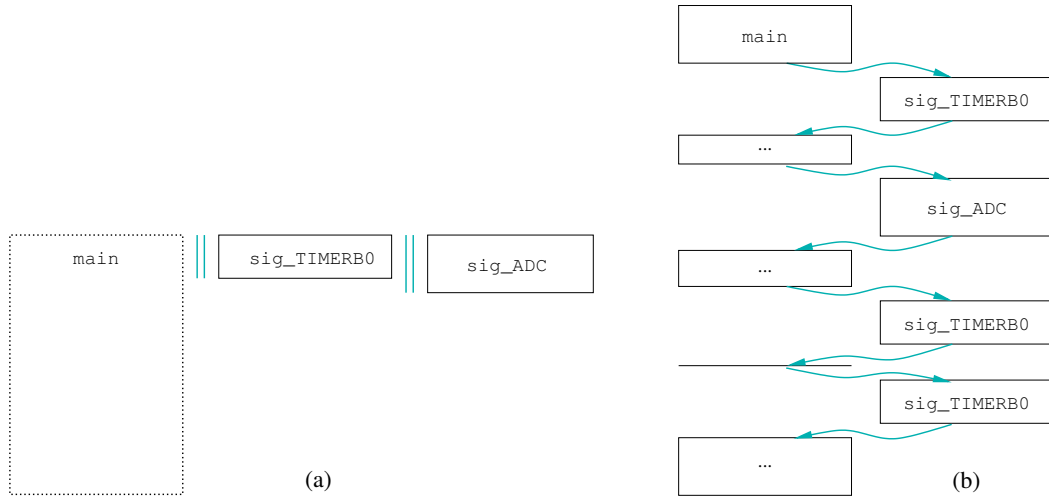 main
sig_TIMERB0
sig_ADC
(a)
main
sig_TIMERB0
...
sig_ADC
...
sig_TIMERB0
sig_TIMERB0
...
(b)